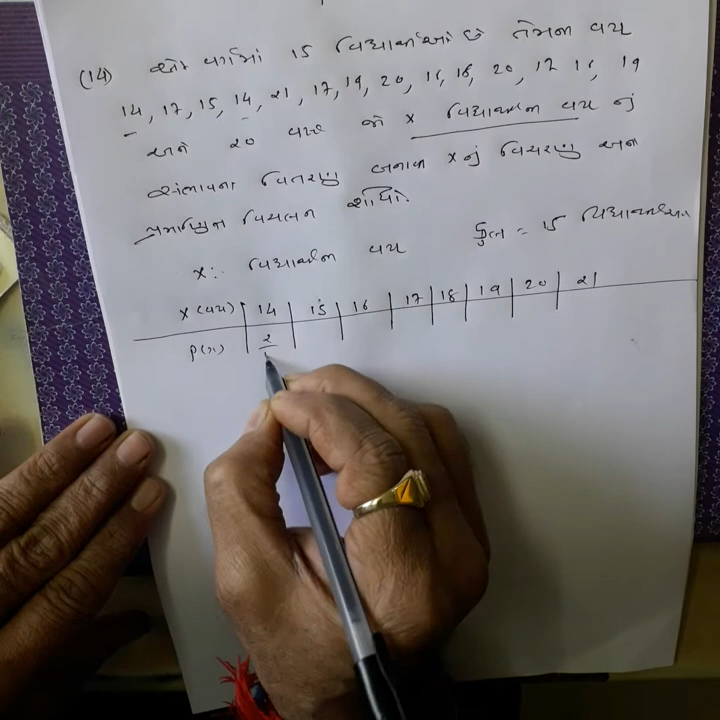 (14) એક વર્ગમાં 15 વિદ્યાર્થીઓ છે તેમના વય
14, 17, 15, 14, 21, 17, 19, 20, 16, 18, 20, 17 16, 19
અને 20 વર્ષ જો X વિદ્યાર્થીના વય નું
સંભાવના વિતરણ બનાવો X નું વિચરણ અને
પ્રમાણિત વિચલન શોધો.
X: વિદ્યાર્થીના વય કુલ = 15
X (વય) 14 15 16 17 18 19 20 21
P(x) 2